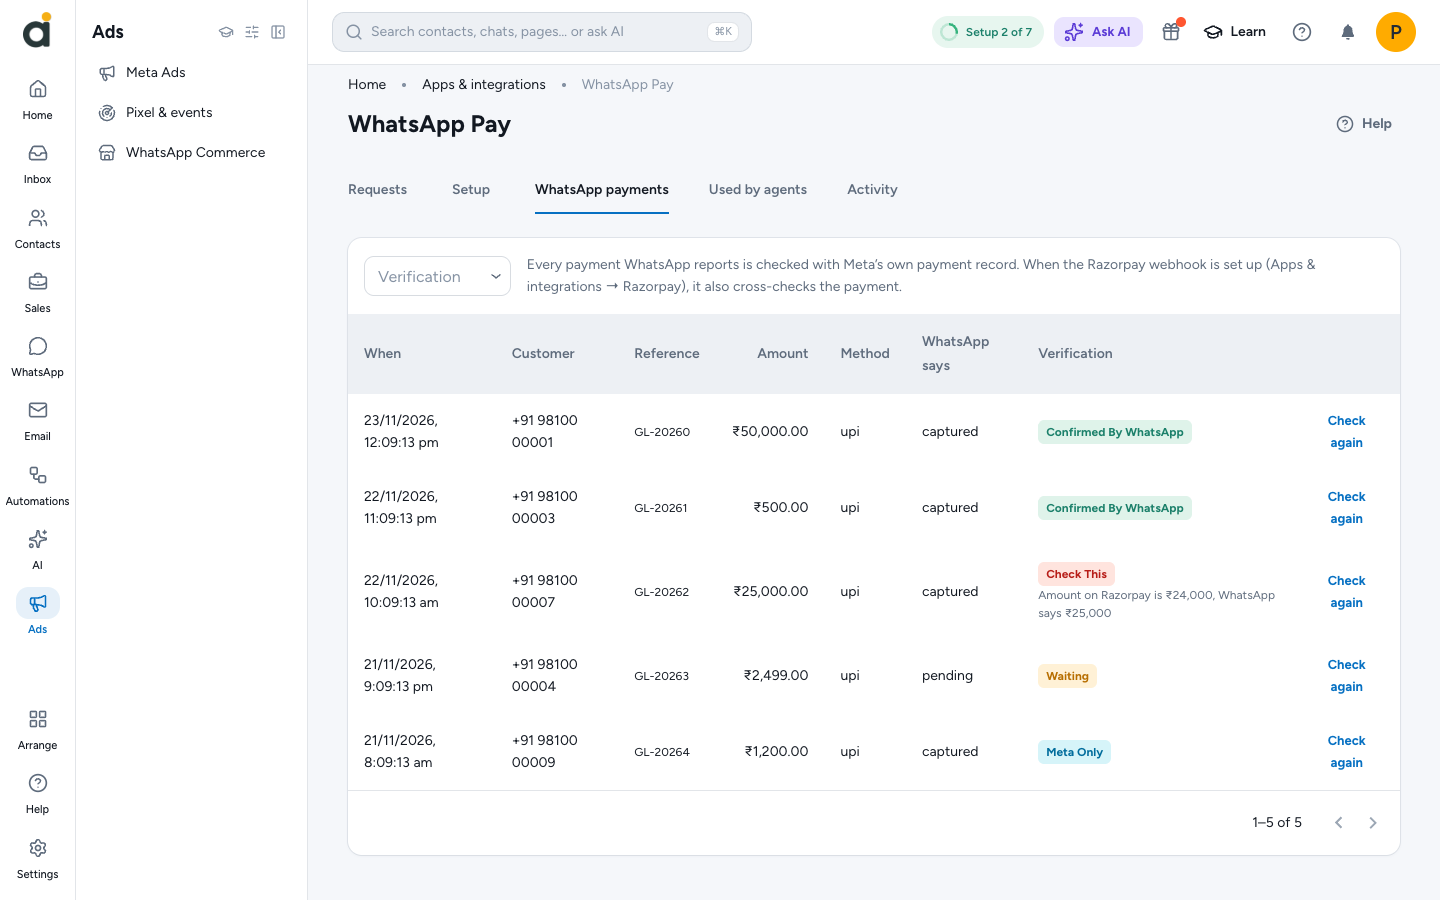 Ads
Search contacts, chats, pages... or ask AI
⌘K
Setup 2 of 7
Ask AI
Learn
P
Home
Inbox
Contacts
Sales
WhatsApp
Email
Automations
AI
Ads
Arrange
Help
Settings
Meta Ads
Pixel & events
WhatsApp Commerce
Home • Apps & integrations • WhatsApp Pay
WhatsApp Pay
Help
Requests
Setup
WhatsApp payments
Used by agents
Activity
Verification
Every payment WhatsApp reports is checked with Meta's own payment record. When the Razorpay webhook is set up (Apps &
integrations → Razorpay), it also cross-checks the payment.
When Customer Reference Amount Method WhatsApp says Verification
23/11/2026, 12:09:13 pm +91 98100 00001 GL-20260 ₹50,000.00 upi captured Confirmed By WhatsApp Check again
22/11/2026, 11:09:13 pm +91 98100 00003 GL-20261 ₹500.00 upi captured Confirmed By WhatsApp Check again
22/11/2026, 10:09:13 am +91 98100 00007 GL-20262 ₹25,000.00 upi captured Check This Amount on Razorpay is ₹24,000, WhatsApp says ₹25,000 Check again
21/11/2026, 9:09:13 pm +91 98100 00004 GL-20263 ₹2,499.00 upi pending Waiting Check again
21/11/2026, 8:09:13 am +91 98100 00009 GL-20264 ₹1,200.00 upi captured Meta Only Check again
1–5 of 5